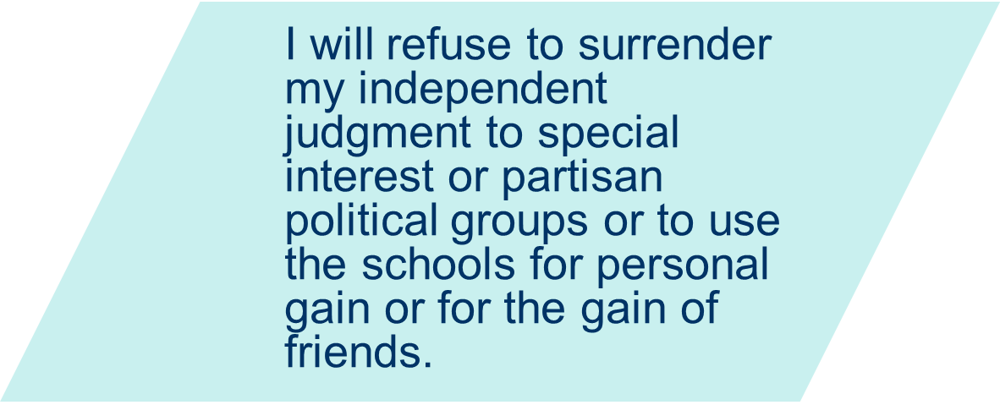 I will refuse to surrender
my independent
judgment to special
interest or partisan
political groups or to use
the schools for personal
gain or for the gain of
friends.